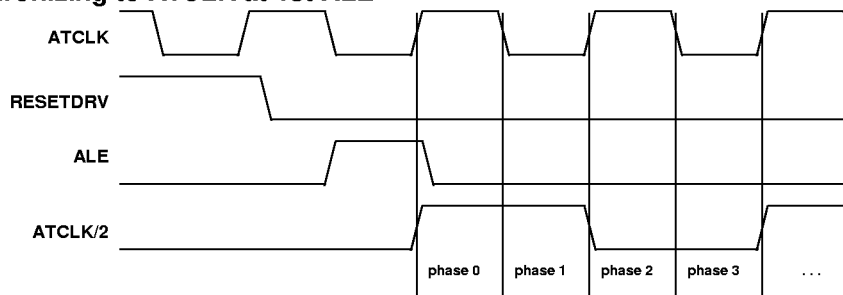 ATCLK
RESETDRV
ALE
ATCLK/2
phase 0 phase 1 phase 2 phase 3 ...